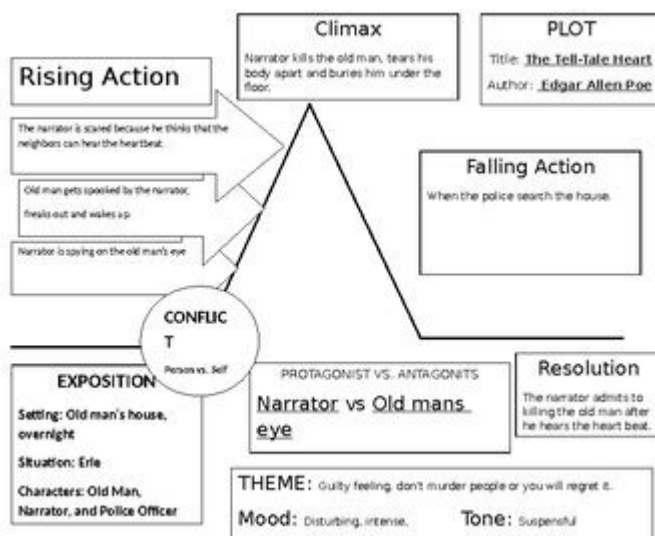 Climax
Narrator kills the old man, tears his
body apart and buries him under the
floor.
PLOT
Title: The Tell-Tale Heart
Author: Edgar Allen Poe
Rising Action
The narrator is scared because he thinks that the
neighbors can hear the heartbeat.
Old man gets spooked by the narrator,
freaks out and wakes up
Narrator is spying on the old man's eye
Falling Action
When the police search the house.
CONFLIC
T
Person vs. Self
EXPOSITION
Setting: Old man's house,
overnight
Situation: Erie
Characters: Old Man,
Narrator, and Police Officer
PROTAGONIST VS. ANTAGONITS
Narrator vs Old mans
eye
Resolution
The narrator admits to
killing the old man after
he hears the heart beat.
THEME: Guilty feeling, don't murder people or you will regret it.
Mood: Disturbing, intense,
Tone: Suspensful